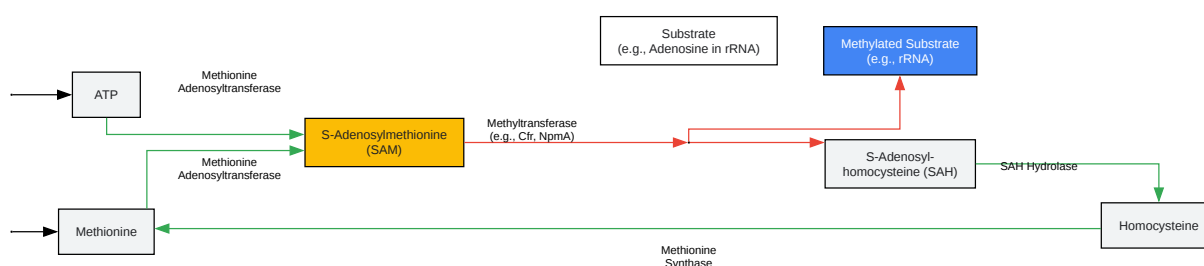 Substrate
(e.g., Adenosine in rRNA)
Methylated Substrate
(e.g., rRNA)
Methionine
Adenosyltransferase
ATP
S-Adenosylmethionine
(SAM)
Methyltransferase
(e.g., Cfr, NpmA)
Methionine
Adenosyltransferase
S-Adenosyl-
homocysteine (SAH)
SAH Hydrolase
Methionine
Homocysteine
Methionine
Synthase